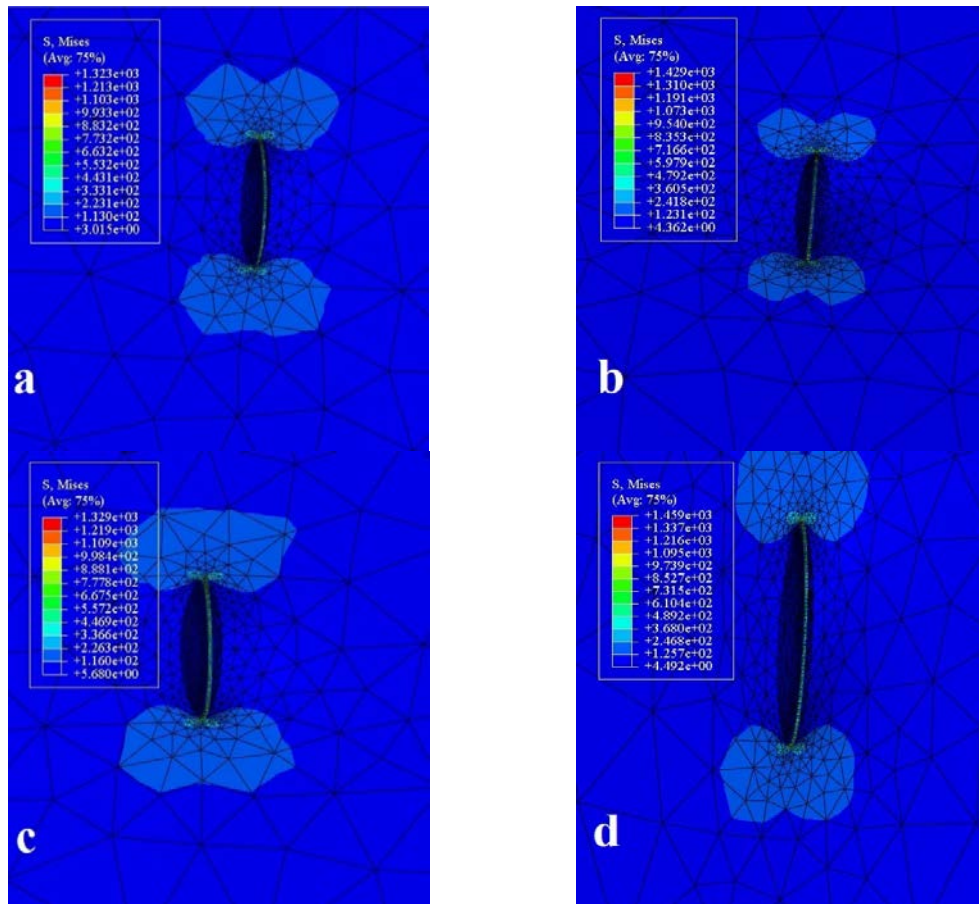 S, Mises
(Avg: 75%)
+1.323e+03
+1.213e+03
+1.103e+03
+9.933e+02
+8.832e+02
+7.732e+02
+6.632e+02
+5.532e+02
+4.431e+02
+3.331e+02
+2.231e+02
+1.130e+02
+3.015e+00
a
S, Mises
(Avg: 75%)
+1.429e+03
+1.310e+03
+1.191e+03
+1.073e+03
+9.540e+02
+8.353e+02
+7.166e+02
+5.979e+02
+4.792e+02
+3.605e+02
+2.418e+02
+1.231e+02
+4.362e+00
b
S, Mises
(Avg: 75%)
+1.329e+03
+1.219e+03
+1.109e+03
+9.984e+02
+8.881e+02
+7.778e+02
+6.675e+02
+5.572e+02
+4.469e+02
+3.366e+02
+2.263e+02
+1.160e+02
+5.680e+00
c
S, Mises
(Avg: 75%)
+1.459e+03
+1.337e+03
+1.216e+03
+1.095e+03
+9.739e+02
+8.527e+02
+7.315e+02
+6.104e+02
+4.892e+02
+3.680e+02
+2.468e+02
+1.257e+02
+4.492e+00
d